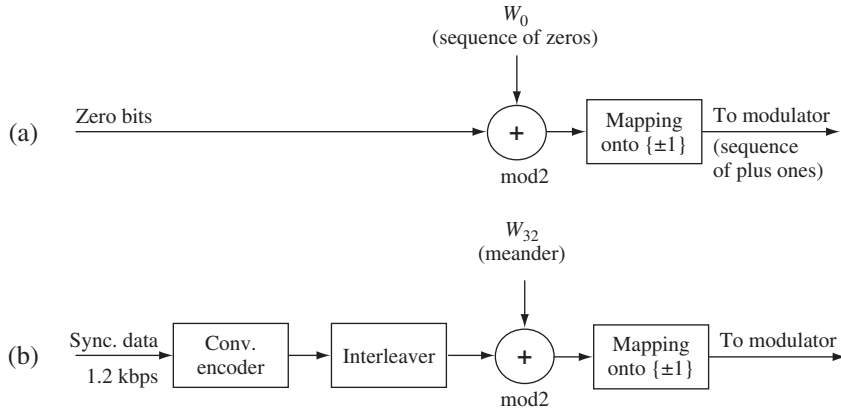 W0
(sequence of zeros)
(a)
Zero bits
+
mod2
Mapping
onto {±1}
To modulator
(sequence
of plus ones)
W32
(meander)
(b)
Sync. data
1.2 kbps
Conv.
encoder
Interleaver
+
mod2
Mapping
onto {±1}
To modulator